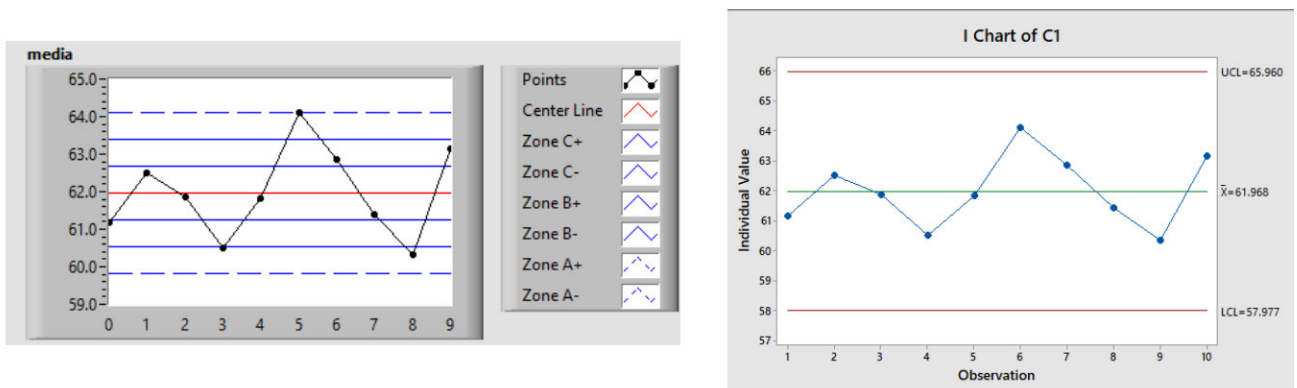 media
65.0
64.0
63.0
62.0
61.0
60.0
59.0
0 1 2 3 4 5 6 7 8 9
Points
Center Line
Zone C+
Zone C-
Zone B+
Zone B-
Zone A+
Zone A-
I Chart of C1
Individual Value
66
65
64
63
62
61
60
59
58
57
UCL=65.960
X̄=61.968
LCL=57.977
1 2 3 4 5 6 7 8 9 10
Observation